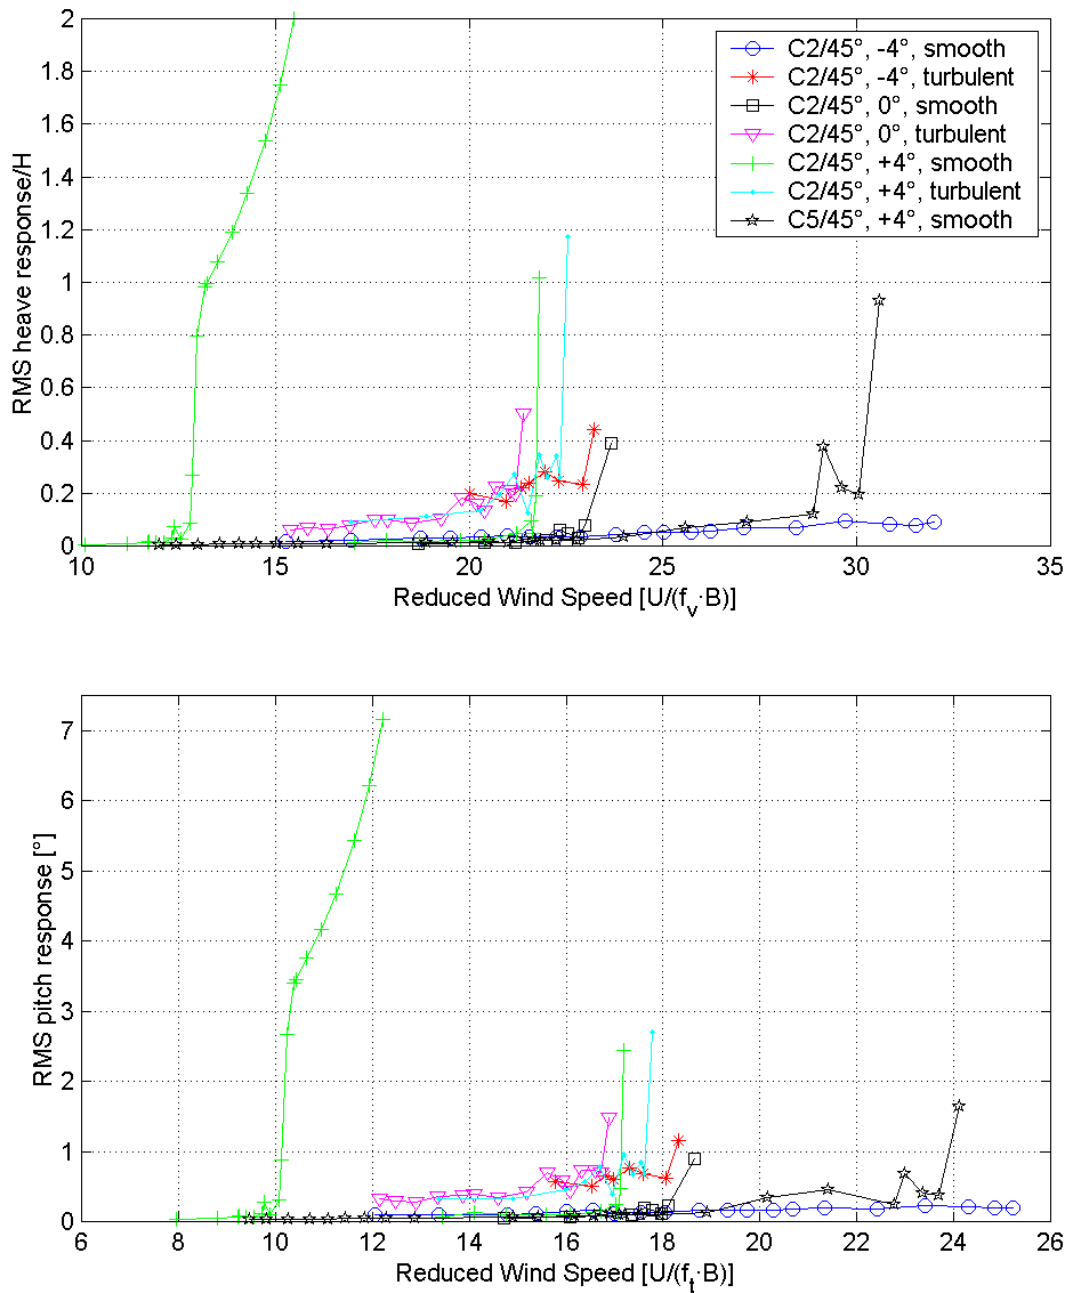 2
1.8
1.6
1.4
1.2
1
0.8
0.6
0.4
0.2
0
RMS heave response/H
C2/45°, -4°, smooth
C2/45°, -4°, turbulent
C2/45°, 0°, smooth
C2/45°, 0°, turbulent
C2/45°, +4°, smooth
C2/45°, +4°, turbulent
C5/45°, +4°, smooth
10 15 20 25 30 35
Reduced Wind Speed [U/(f_v·B)]
7
6
5
4
3
2
1
0
RMS pitch response [°]
6 8 10 12 14 16 18 20 22 24 26
Reduced Wind Speed [U/(f_t·B)]